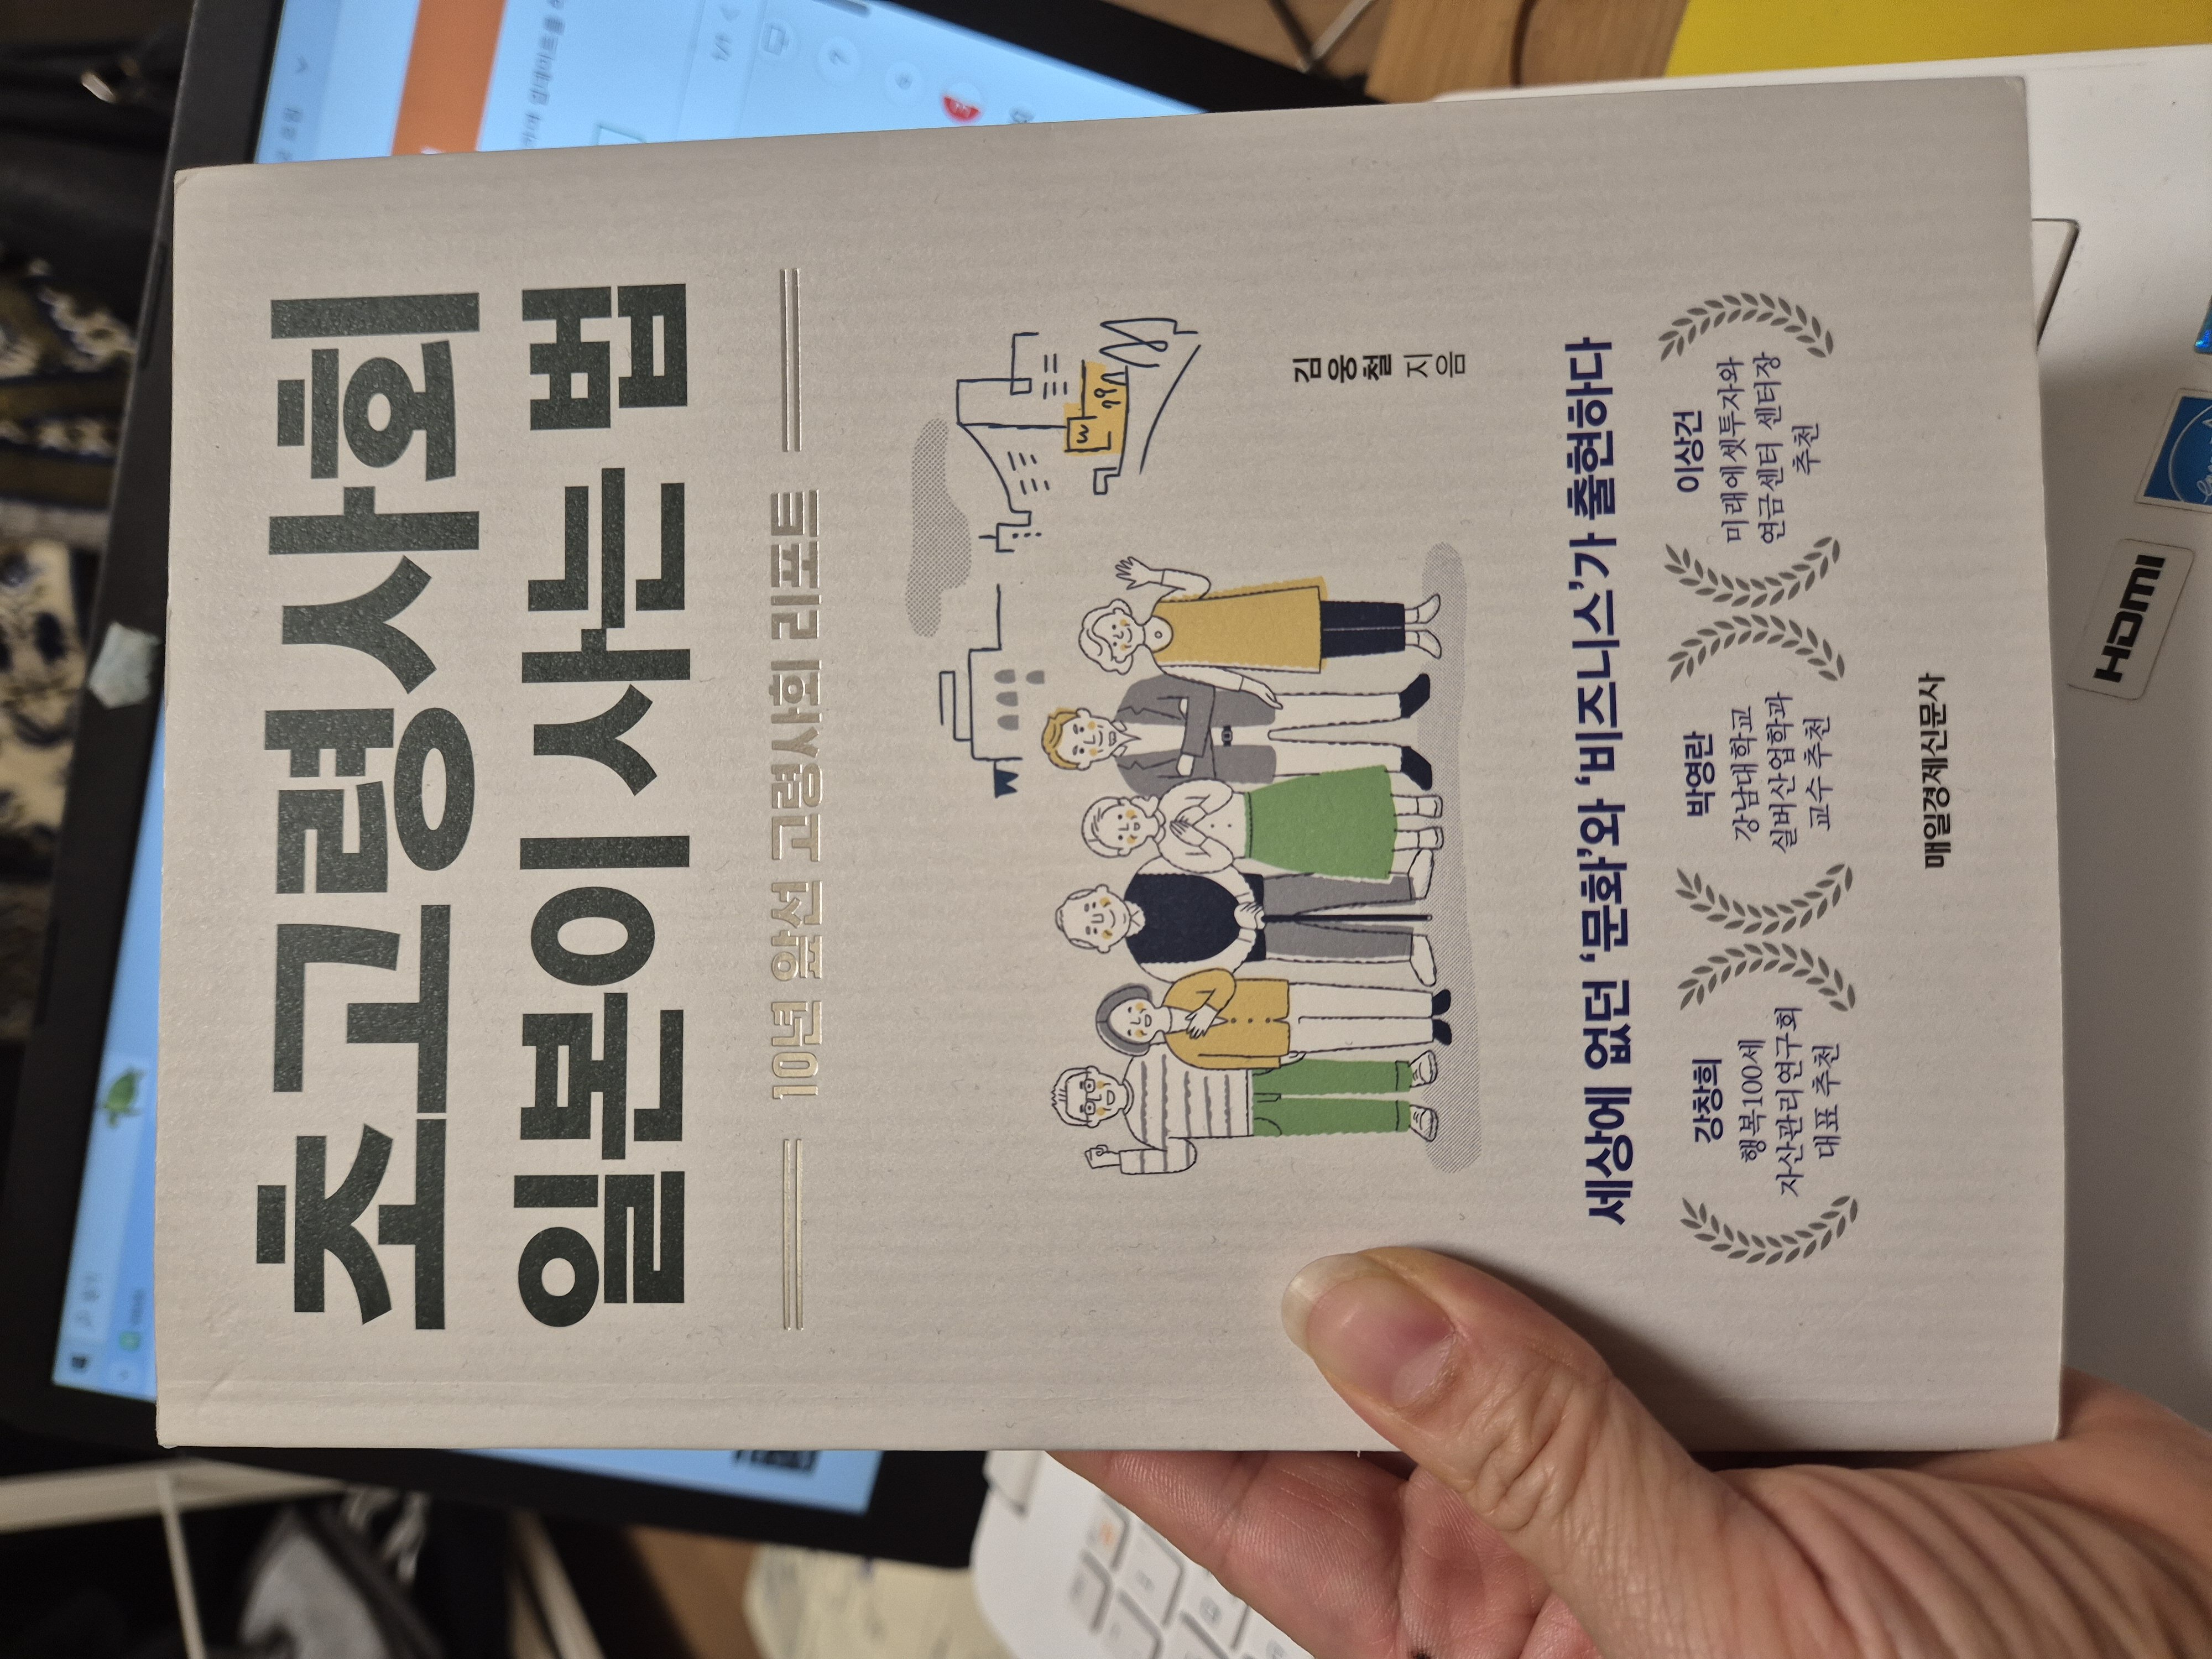 초고령사회
일본이 사는 법
10년 앞선 고령사회 리포트
김웅철 지음
세상에 없던 ‘문화’와 ‘비즈니스’가 출현하다
강창희
행복100세
자산관리연구회
대표 추천
박영란
강남대학교
실버산업학과
교수 추천
이상건
미래에셋투자와
연금센터 센터장
추천
매일경제신문사
HDMI